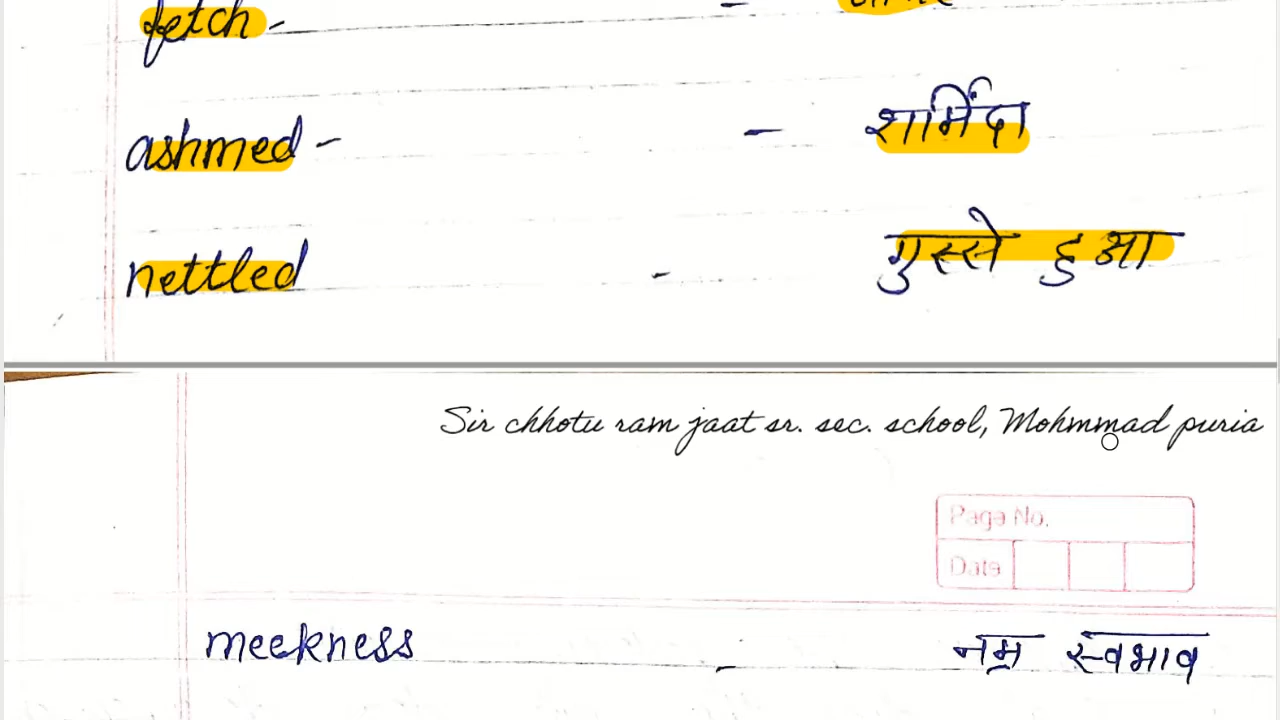 fetch - -
ashmed - - शर्मिंदा
nettled - गुस्से हुआ
Sir chhotu ram jaat sr. sec. school, Mohmmad puria
Page No.
Date
meekness - नम्र स्वभाव